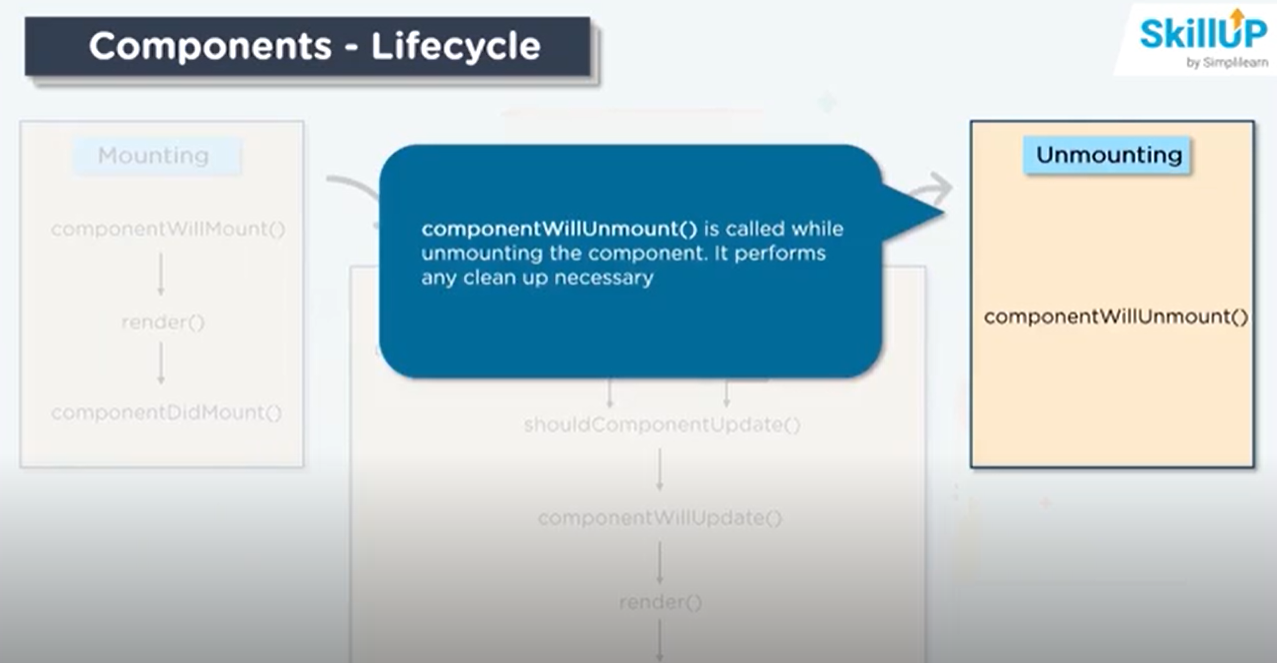 Components - Lifecycle
SkillUP
by Simplilearn
Mounting
componentWillMount()
render()
componentDidMount()
componentWillUnmount() is called while
unmounting the component. It performs
any clean up necessary
shouldComponentUpdate()
componentWillUpdate()
render()
Unmounting
componentWillUnmount()